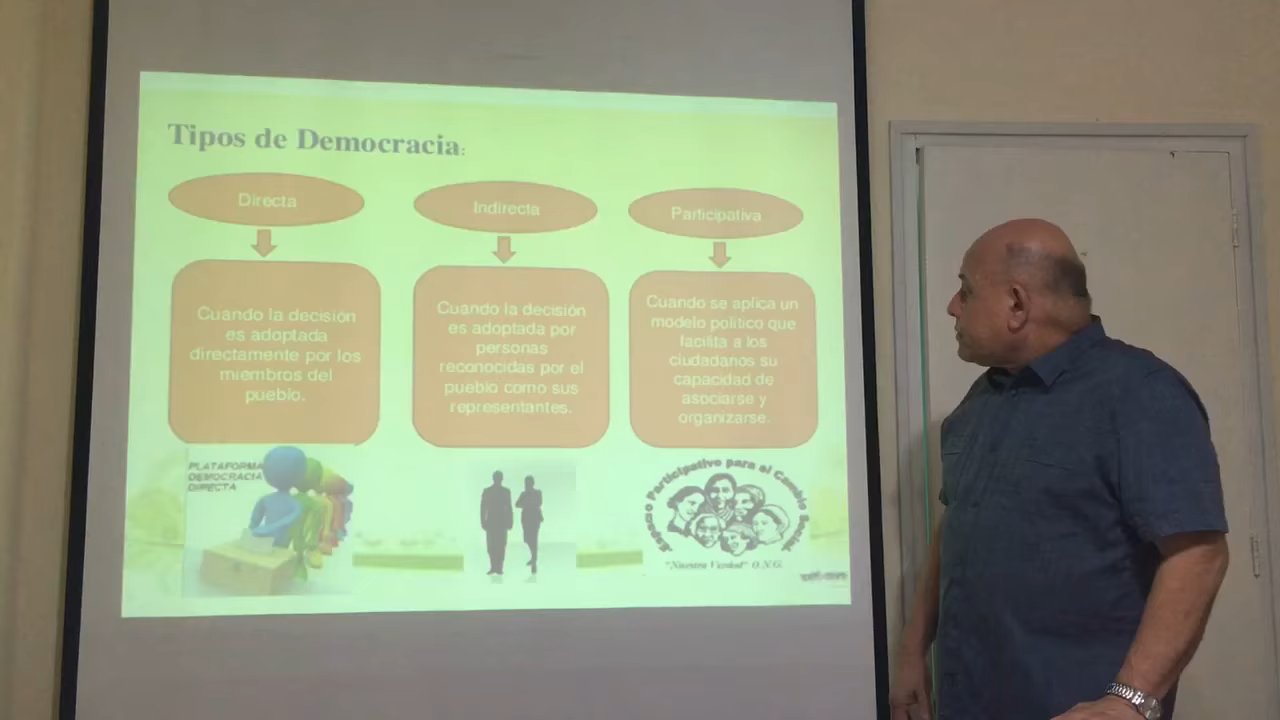 Tipos de Democracia:
Directa
Indirecta
Participativa
Cuando la decisión
es adoptada
directamente por los
miembros del
pueblo.
Cuando la decisión
es adoptada por
personas
reconocidas por el
pueblo como sus
representantes.
Cuando se aplica un
modelo político que
facilita a los
ciudadanos su
capacidad de
asociarse y
organizarse.
PLATAFORMA
DEMOCRACIA
DIRECTA
Participativo para el Cambio
"Nuestra Verdad" O.N.G.